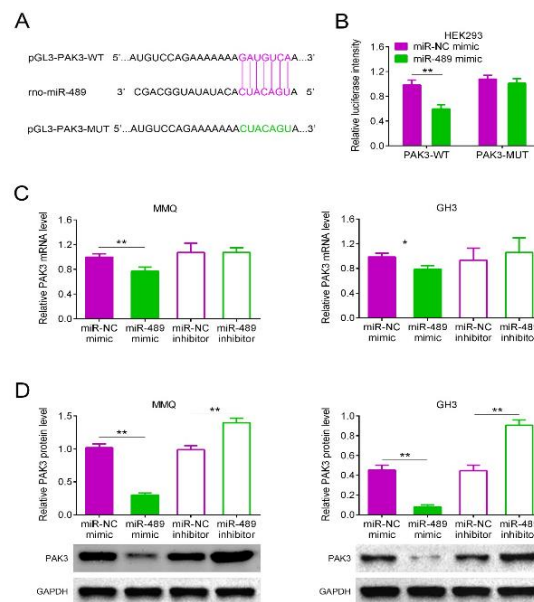 A
pGL3-PAK3-WT 5'...AUGUCCAGAAAAAAAGAUGUCAA...3'
rno-miR-489 3' CGACGGUAUAUACACUACAGUA 5'
pGL3-PAK3-MUT 5'...AUGUCCAGAAAAAAACUACAGUA...3'
B
HEK293
miR-NC mimic
miR-489 mimic
Relative luciferase intensity
1.6
1.2
0.8
0.4
0.0
**
PAK3-WT PAK3-MUT
C
MMQ
Relative PAK3 mRNA level
1.6
1.2
0.8
0.4
0.0
**
miR-NC mimic
miR-489 mimic
miR-NC inhibitor
miR-489 inhibitor
GH3
Relative PAK3 mRNA level
1.6
1.2
0.8
0.4
0.0
*
miR-NC mimic
miR-489 mimic
miR-NC inhibitor
miR-489 inhibitor
D
MMQ
Relative PAK3 protein level
1.5
1.0
0.5
0.0
**
**
miR-NC mimic
miR-489 mimic
miR-NC inhibitor
miR-489 inhibitor
PAK3
GAPDH
GH3
Relative PAK3 protein level
1.0
0.8
0.6
0.4
0.2
0.0
**
**
miR-NC mimic
miR-489 mimic
miR-NC inhibitor
miR-489 inhibitor
PAK3
GAPDH